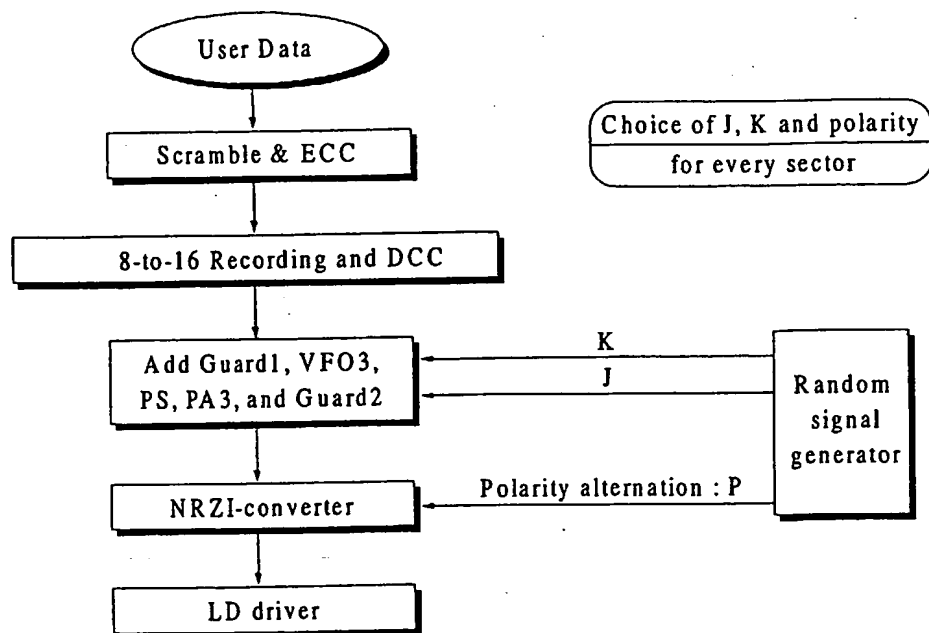 User Data
Choice of J, K and polarity
for every sector
Scramble & ECC
8-to-16 Recording and DCC
Add Guard1, VFO3,
PS, PA3, and Guard2
K
J
Random
signal
generator
Polarity alternation : P
NRZI-converter
LD driver